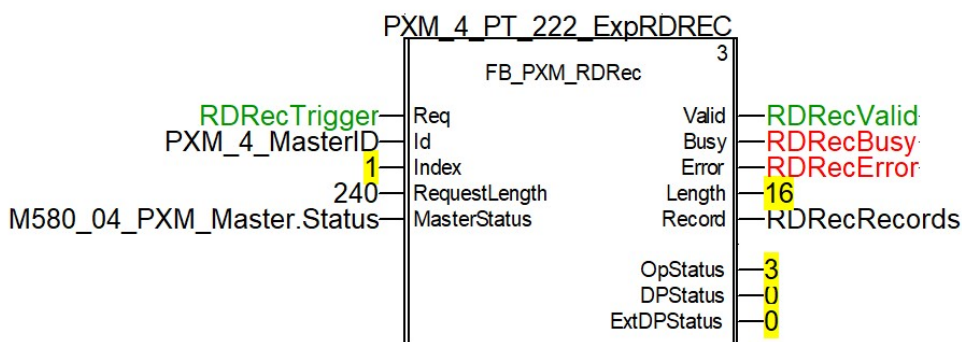 PXM_4_PT_222_ExpRDREC
3
FB_PXM_RDRec
RDRecTrigger Req Valid RDRecValid
PXM_4_MasterID Id Busy RDRecBusy
1 Index Error RDRecError
240 RequestLength Length 16
M580_04_PXM_Master.Status MasterStatus Record RDRecRecords
OpStatus 3
DPStatus 0
ExtDPStatus 0